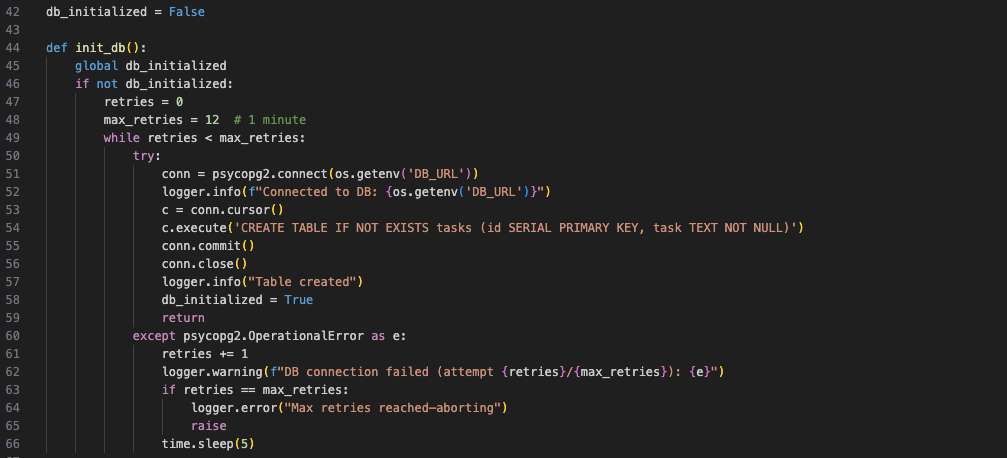 42 db_initialized = False
43
44 def init_db():
45     global db_initialized
46     if not db_initialized:
47         retries = 0
48         max_retries = 12  # 1 minute
49         while retries < max_retries:
50             try:
51                 conn = psycopg2.connect(os.getenv('DB_URL'))
52                 logger.info(f"Connected to DB: {os.getenv('DB_URL')}")
53                 c = conn.cursor()
54                 c.execute('CREATE TABLE IF NOT EXISTS tasks (id SERIAL PRIMARY KEY, task TEXT NOT NULL)')
55                 conn.commit()
56                 conn.close()
57                 logger.info("Table created")
58                 db_initialized = True
59                 return
60             except psycopg2.OperationalError as e:
61                 retries += 1
62                 logger.warning(f"DB connection failed (attempt {retries}/{max_retries}): {e}")
63                 if retries == max_retries:
64                     logger.error("Max retries reached—aborting")
65                     raise
66                 time.sleep(5)